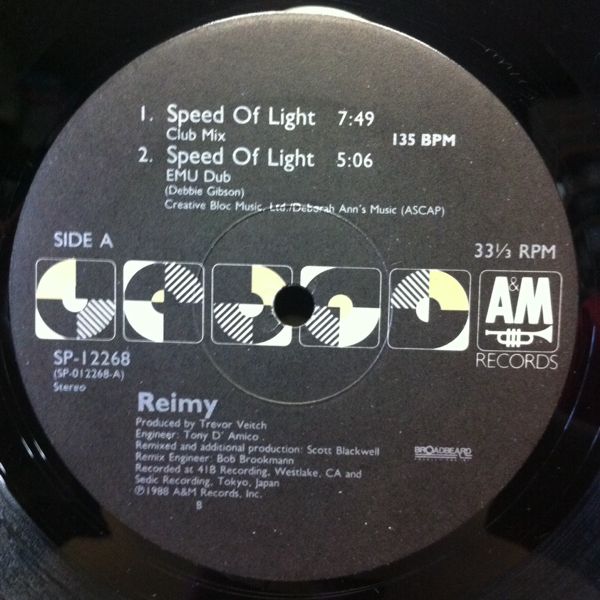 1. Speed Of Light 7:49
Club Mix
135 BPM
2. Speed Of Light 5:06
EMU Dub
(Debbie Gibson)
Creative Bloc Music, Ltd./Deborah Ann's Music (ASCAP)
SIDE A
33⅓ RPM
A&M
RECORDS
SP-12268
(SP-012268-A)
Stereo
Reimy
Produced by Trevor Veitch
Engineer: Tony D' Amico
Remixed and additional production: Scott Blackwell
Remix Engineer: Bob Brookmann
Recorded at 41B Recording, Westlake, CA and
Sedic Recording, Tokyo, Japan
℗1988 A&M Records, Inc.
B
BROADBEARD